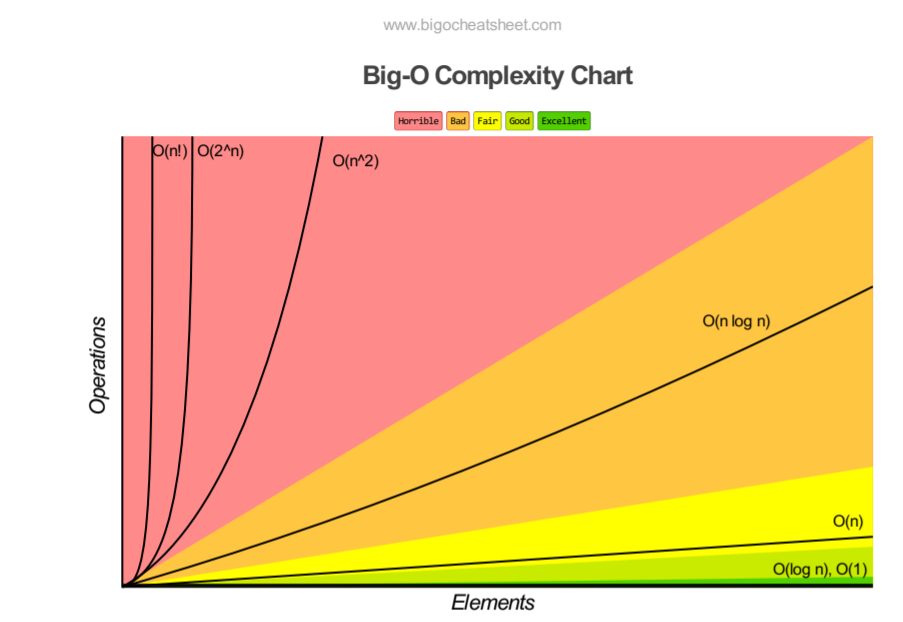 www.bigocheatsheet.com
Big-O Complexity Chart
Horrible Bad Fair Good Excellent
O(n!) O(2^n) O(n^2)
O(n log n)
Operations
O(n)
O(log n), O(1)
Elements